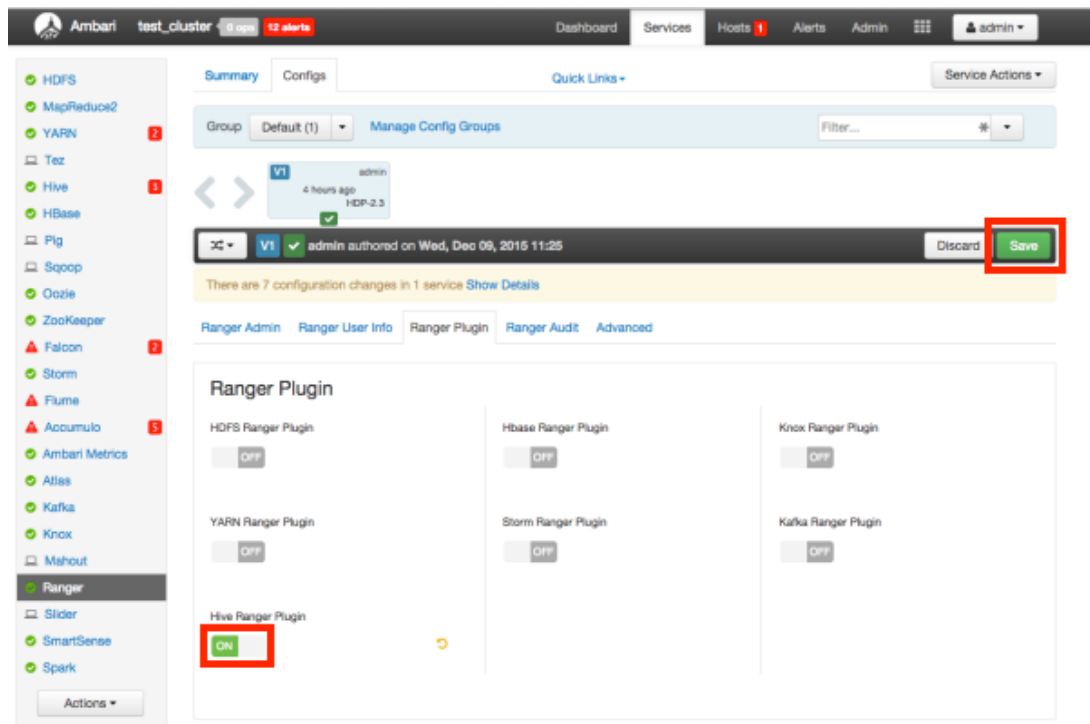 Ambari test_cluster 0 ops 12 alerts Dashboard Services Hosts 1 Alerts Admin admin
HDFS
MapReduce2
YARN 2
Tez
Hive 3
HBase
Pig
Sqoop
Oozie
ZooKeeper
Falcon 2
Storm
Flume
Accumulo 5
Ambari Metrics
Atlas
Kafka
Knox
Mahout
Ranger
Slider
SmartSense
Spark
Actions
Summary Configs Quick Links Service Actions
Group Default (1) Manage Config Groups Filter...
V1 admin
4 hours ago
HDP-2.3
V1 admin authored on Wed, Dec 09, 2015 11:25 Discard Save
There are 7 configuration changes in 1 service Show Details
Ranger Admin Ranger User Info Ranger Plugin Ranger Audit Advanced
Ranger Plugin
HDFS Ranger Plugin Hbase Ranger Plugin Knox Ranger Plugin
OFF OFF OFF
YARN Ranger Plugin Storm Ranger Plugin Kafka Ranger Plugin
OFF OFF OFF
Hive Ranger Plugin
ON